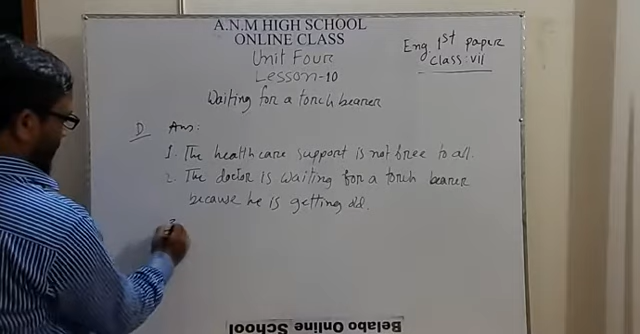 A.N.M HIGH SCHOOL
ONLINE CLASS
Unit Four
Lesson-10
Eng 1st paper
Class: VII
Waiting for a torch bearer
D Ans:
1. The healthcare support is not free to all.
2. The doctor is waiting for a torch bearer
because he is getting old.
3
Belabo Online School